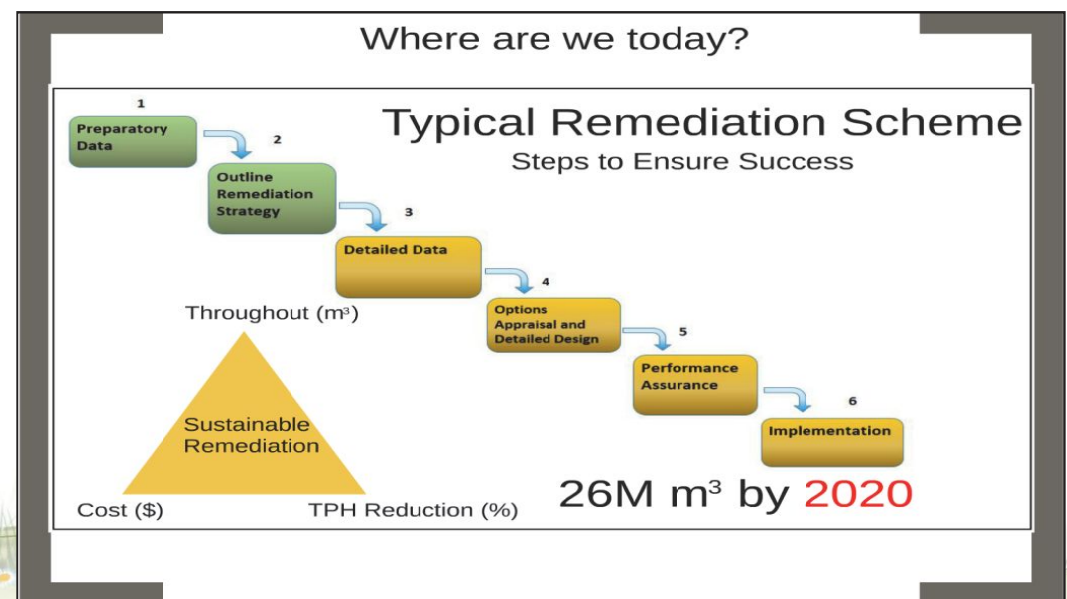 Where are we today?
Typical Remediation Scheme
Steps to Ensure Success
1
Preparatory
Data
2
Outline
Remediation
Strategy
3
Detailed Data
4
Options
Appraisal and
Detailed Design
5
Performance
Assurance
6
Implementation
Throughout (m³)
Sustainable
Remediation
Cost ($)
TPH Reduction (%)
26M m³ by 2020